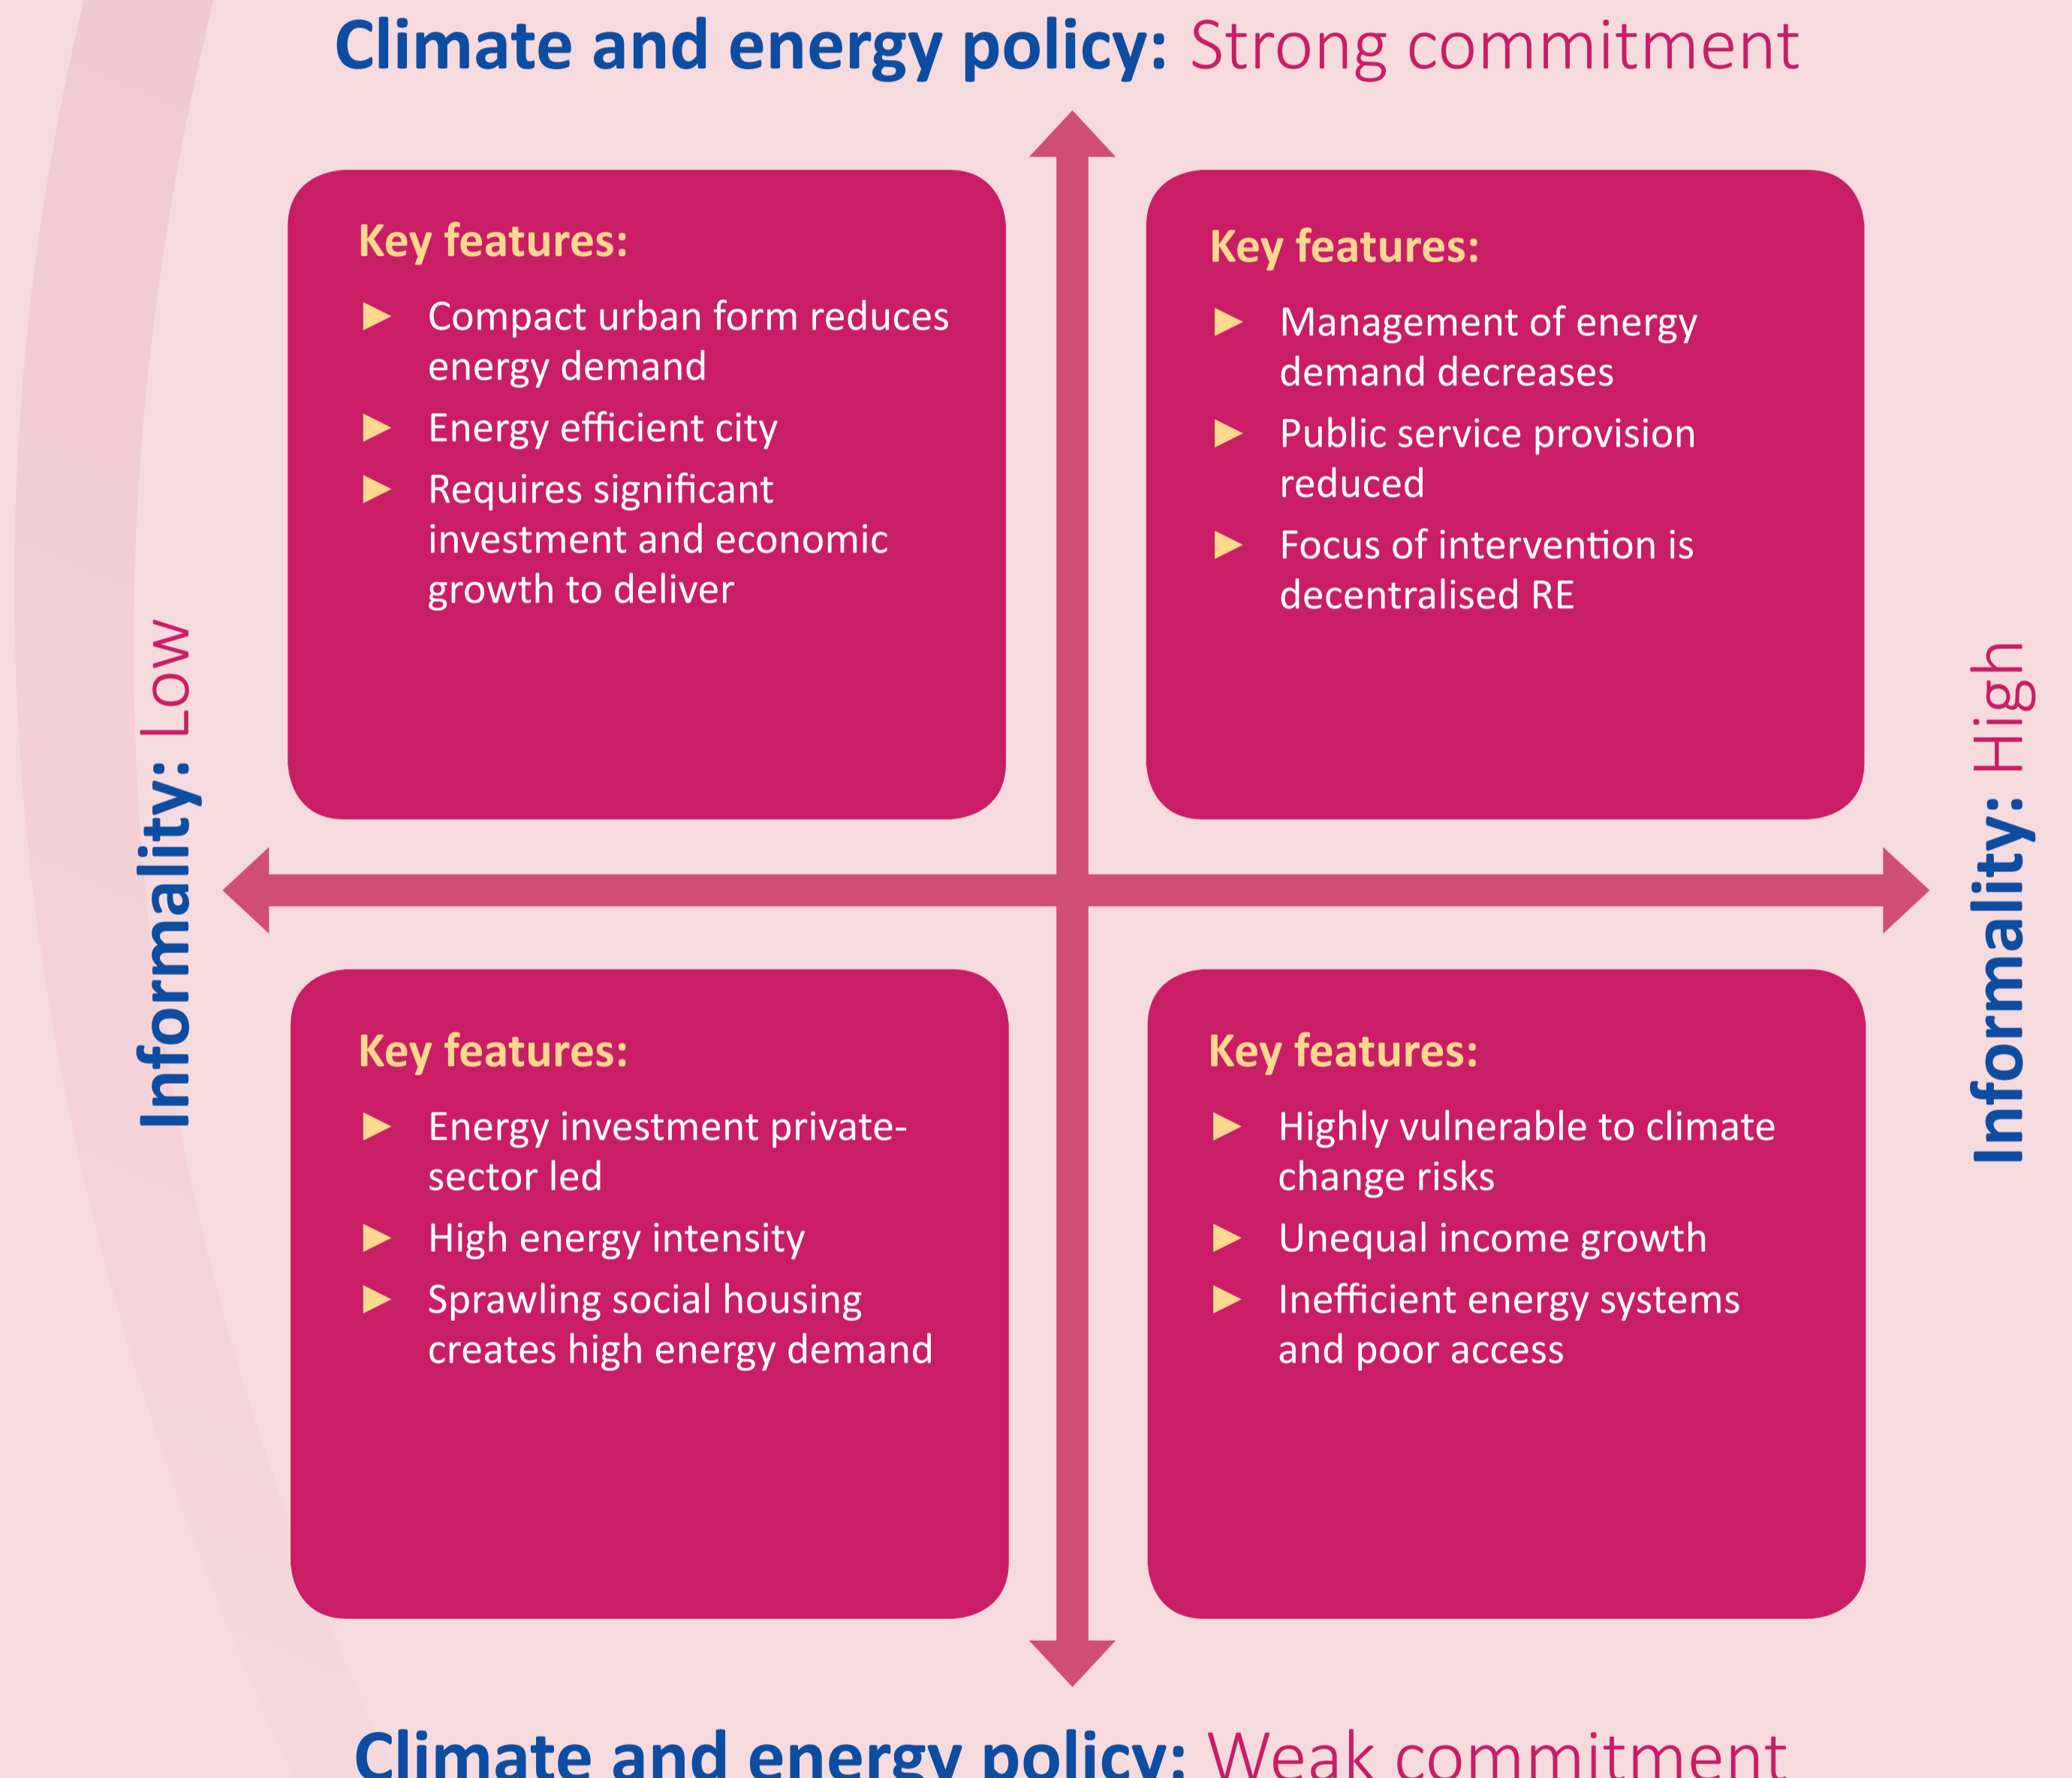 Climate and energy policy: Strong commitment
Key features:
Compact urban form reduces
energy demand
Energy efficient city
Requires significant
investment and economic
growth to deliver
Key features:
Management of energy
demand decreases
Public service provision
reduced
Focus of intervention is
decentralised RE
Informality: Low
Informality: High
Key features:
Energy investment private-
sector led
High energy intensity
Sprawling social housing
creates high energy demand
Key features:
Highly vulnerable to climate
change risks
Unequal income growth
Inefficient energy systems
and poor access
Climate and energy policy: Weak commitment